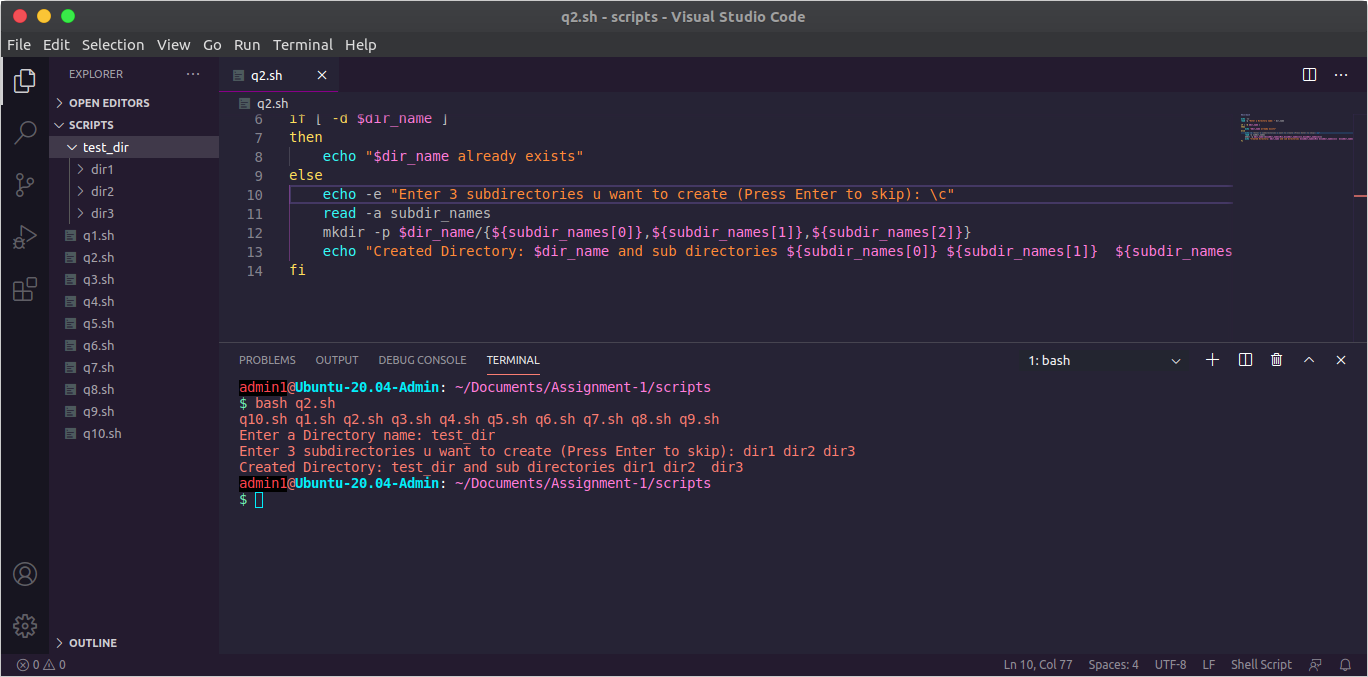 q2.sh - scripts - Visual Studio Code
File Edit Selection View Go Run Terminal Help
EXPLORER
OPEN EDITORS
SCRIPTS
test_dir
dir1
dir2
dir3
q1.sh
q2.sh
q3.sh
q4.sh
q5.sh
q6.sh
q7.sh
q8.sh
q9.sh
q10.sh
OUTLINE
q2.sh
q2.sh
6 if [ -d $dir_name ]
7 then
8 echo "$dir_name already exists"
9 else
10 echo -e "Enter 3 subdirectories u want to create (Press Enter to skip): \c"
11 read -a subdir_names
12 mkdir -p $dir_name/{${subdir_names[0]},${subdir_names[1]},${subdir_names[2]}}
13 echo "Created Directory: $dir_name and sub directories ${subdir_names[0]} ${subdir_names[1]}  ${subdir_names
14 fi
PROBLEMS OUTPUT DEBUG CONSOLE TERMINAL 1: bash
admin1@Ubuntu-20.04-Admin: ~/Documents/Assignment-1/scripts
$ bash q2.sh
q10.sh q1.sh q2.sh q3.sh q4.sh q5.sh q6.sh q7.sh q8.sh q9.sh
Enter a Directory name: test_dir
Enter 3 subdirectories u want to create (Press Enter to skip): dir1 dir2 dir3
Created Directory: test_dir and sub directories dir1 dir2  dir3
admin1@Ubuntu-20.04-Admin: ~/Documents/Assignment-1/scripts
$
0 0 Ln 10, Col 77 Spaces: 4 UTF-8 LF Shell Script